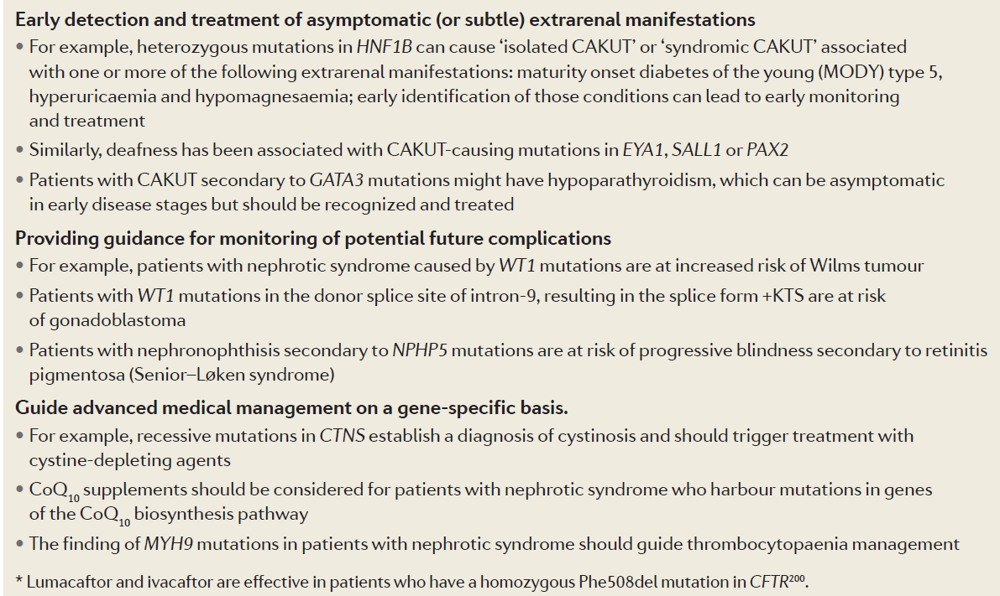 Early detection and treatment of asymptomatic (or subtle) extrarenal manifestations
• For example, heterozygous mutations in HNF1B can cause ‘isolated CAKUT’ or ‘syndromic CAKUT’ associated
with one or more of the following extrarenal manifestations: maturity onset diabetes of the young (MODY) type 5,
hyperuricaemia and hypomagnesaemia; early identification of those conditions can lead to early monitoring
and treatment
• Similarly, deafness has been associated with CAKUT-causing mutations in EYA1, SALL1 or PAX2
• Patients with CAKUT secondary to GATA3 mutations might have hypoparathyroidism, which can be asymptomatic
in early disease stages but should be recognized and treated
Providing guidance for monitoring of potential future complications
• For example, patients with nephrotic syndrome caused by WT1 mutations are at increased risk of Wilms tumour
• Patients with WT1 mutations in the donor splice site of intron-9, resulting in the splice form +KTS are at risk
of gonadoblastoma
• Patients with nephronophthisis secondary to NPHP5 mutations are at risk of progressive blindness secondary to retinitis
pigmentosa (Senior–Løken syndrome)
Guide advanced medical management on a gene-specific basis.
• For example, recessive mutations in CTNS establish a diagnosis of cystinosis and should trigger treatment with
cystine-depleting agents
• CoQ₁₀ supplements should be considered for patients with nephrotic syndrome who harbour mutations in genes
of the CoQ₁₀ biosynthesis pathway
• The finding of MYH9 mutations in patients with nephrotic syndrome should guide thrombocytopaenia management
* Lumacaftor and ivacaftor are effective in patients who have a homozygous Phe508del mutation in CFTR²⁰⁰.